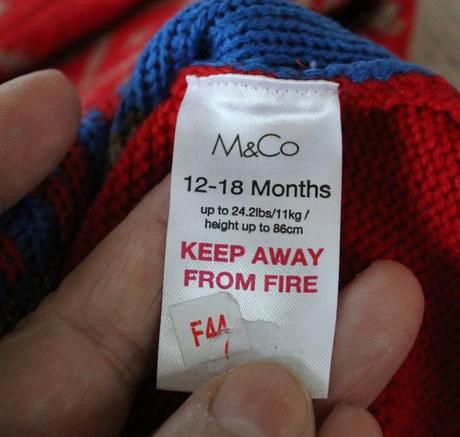 M&Co
12-18 Months
up to 24.2lbs/11kg /
height up to 86cm
KEEP AWAY
FROM FIRE
F44